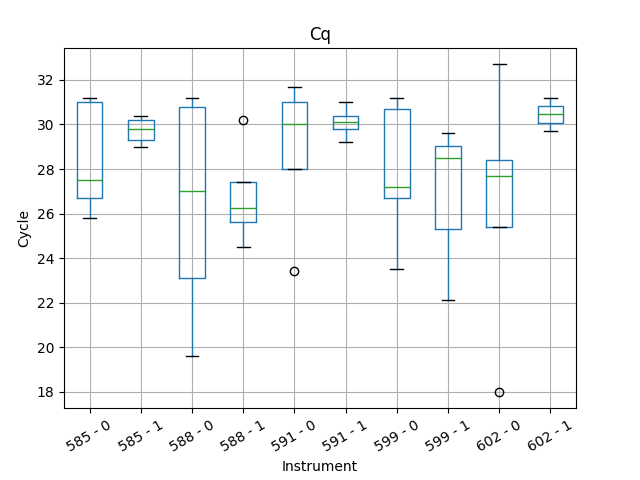 Cq
Cycle
32
30
28
26
24
22
20
18
585 - 0
585 - 1
588 - 0
588 - 1
591 - 0
591 - 1
599 - 0
599 - 1
602 - 0
602 - 1
Instrument